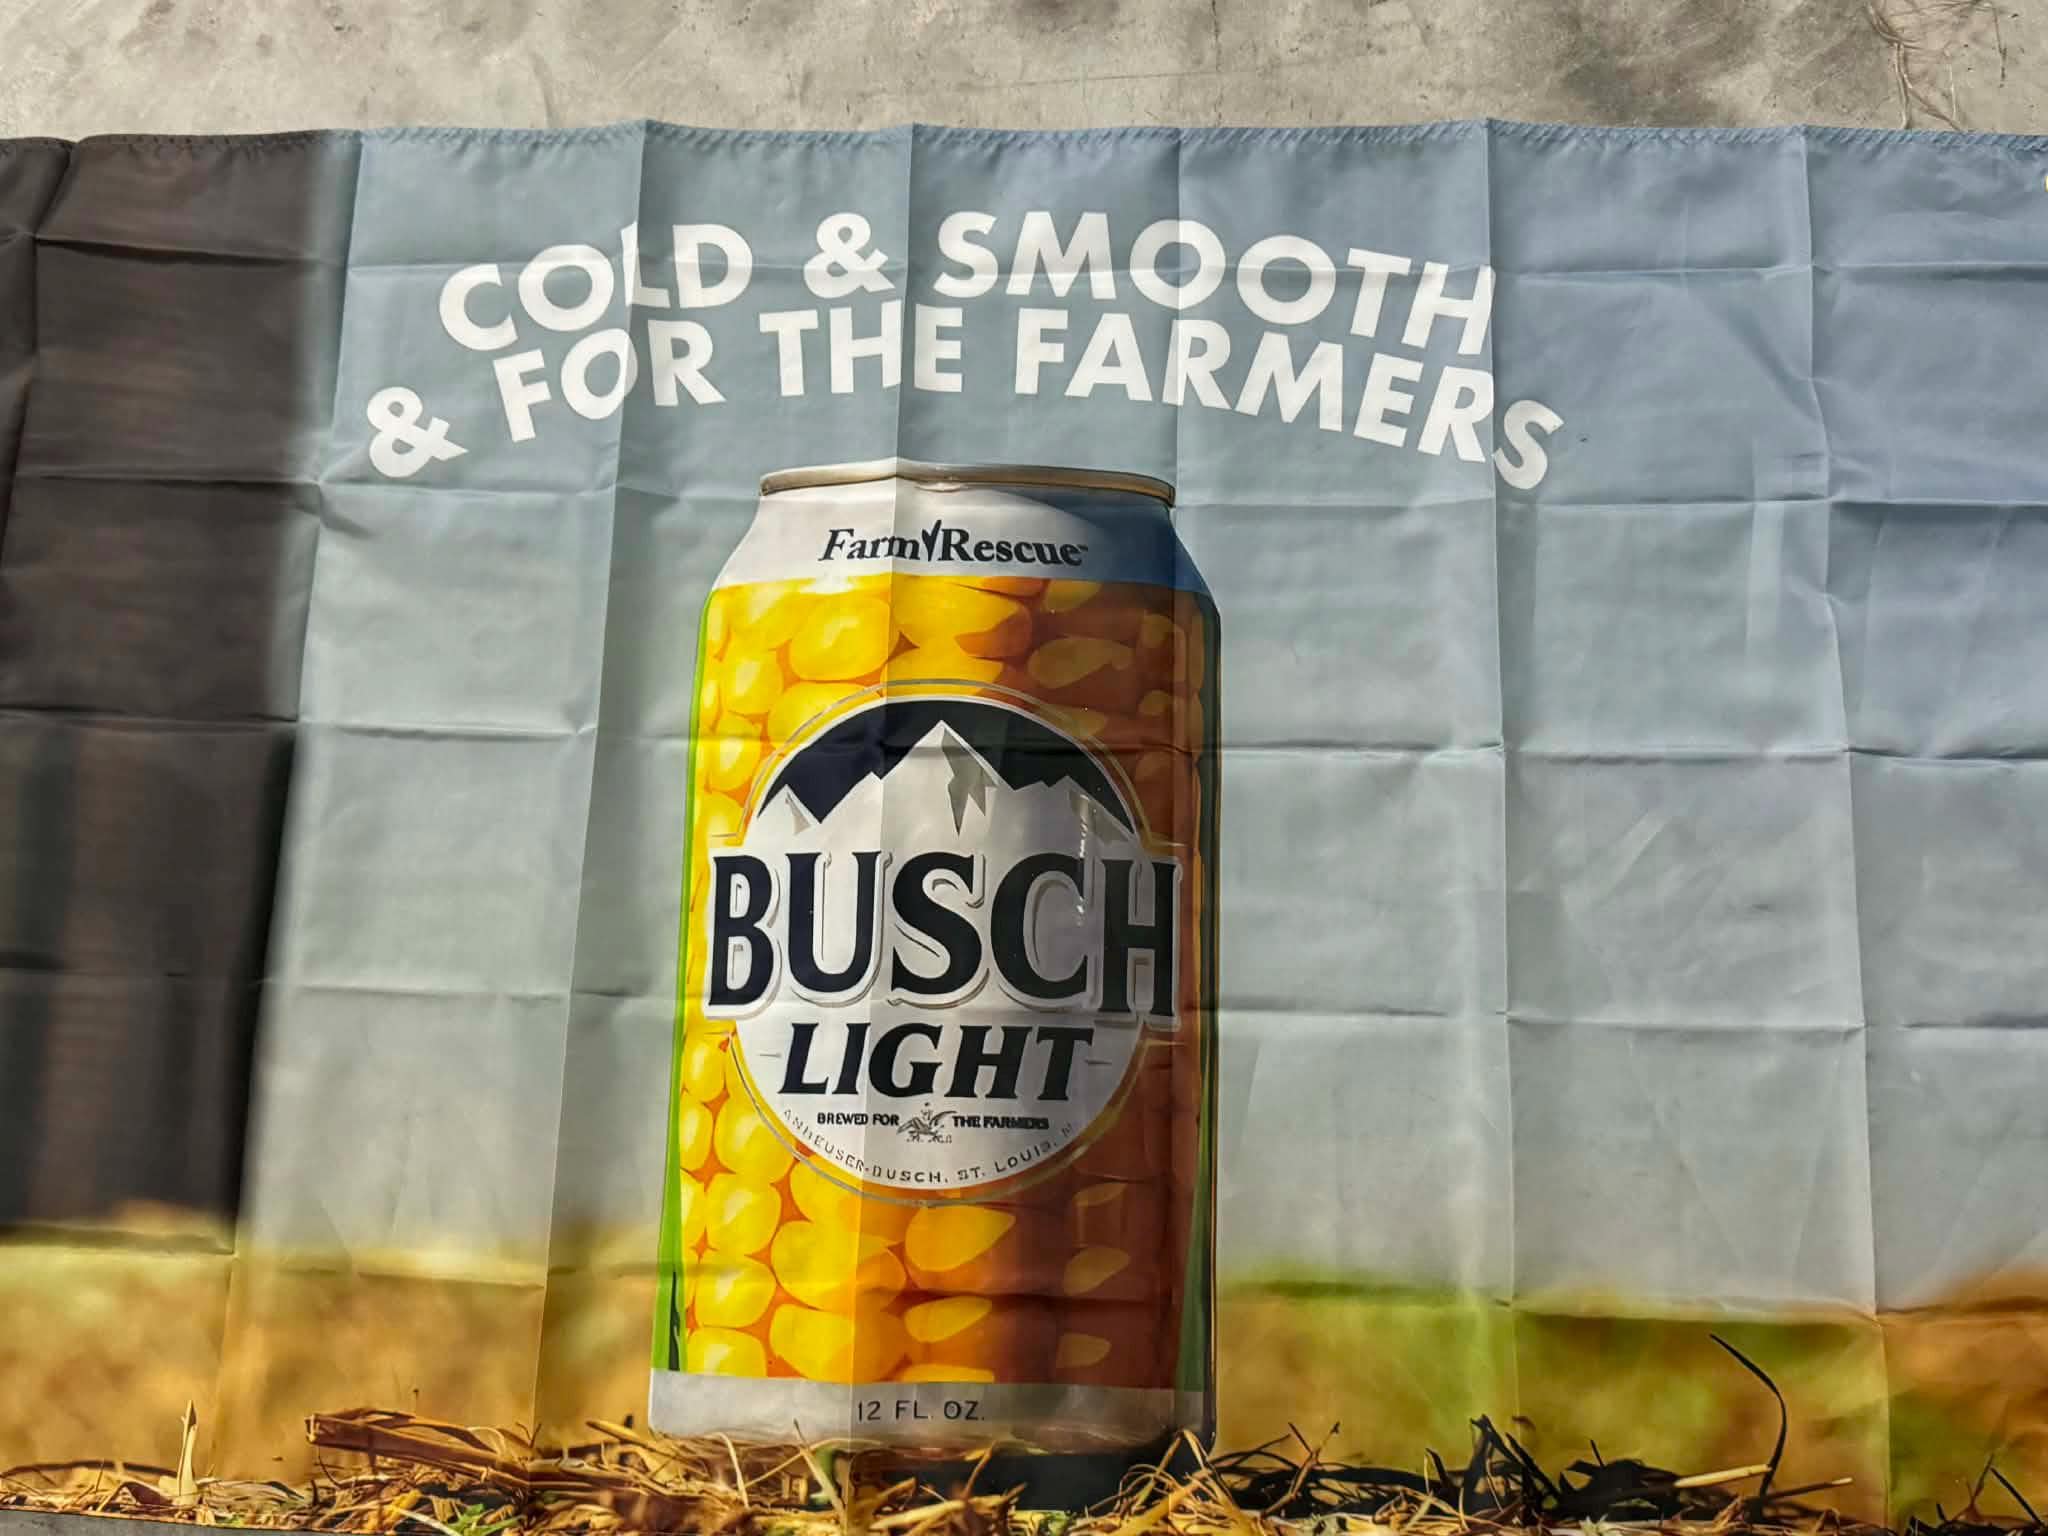 COLD & SMOOTH
& FOR THE FARMERS
Farm Rescue™
BUSCH
LIGHT
BREWED FOR THE FARMERS
ANHEUSER-BUSCH, ST. LOUIS,
12 FL. OZ.